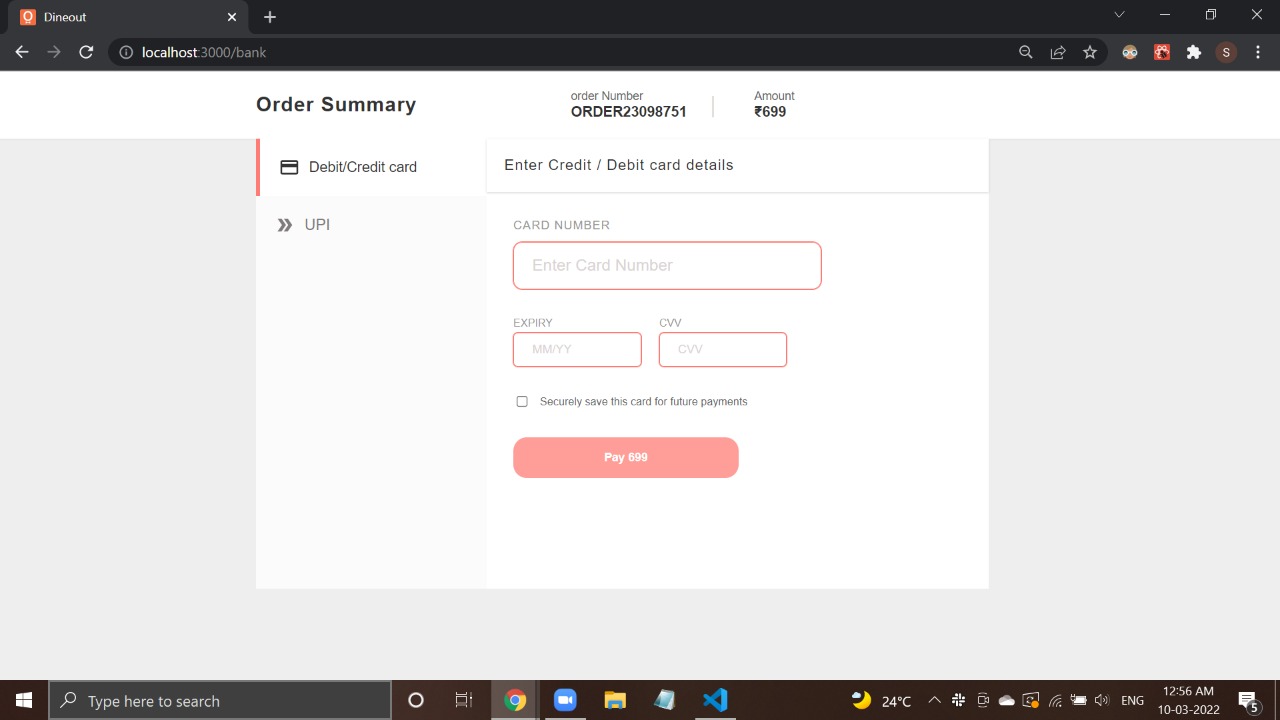 Dineout
localhost:3000/bank
S
Order Summary
order Number
ORDER23098751
Amount
₹699
Debit/Credit card
UPI
Enter Credit / Debit card details
CARD NUMBER
Enter Card Number
EXPIRY
CVV
MM/YY
CVV
Securely save this card for future payments
Pay 699
Type here to search
24°C
ENG
12:56 AM
10-03-2022
5